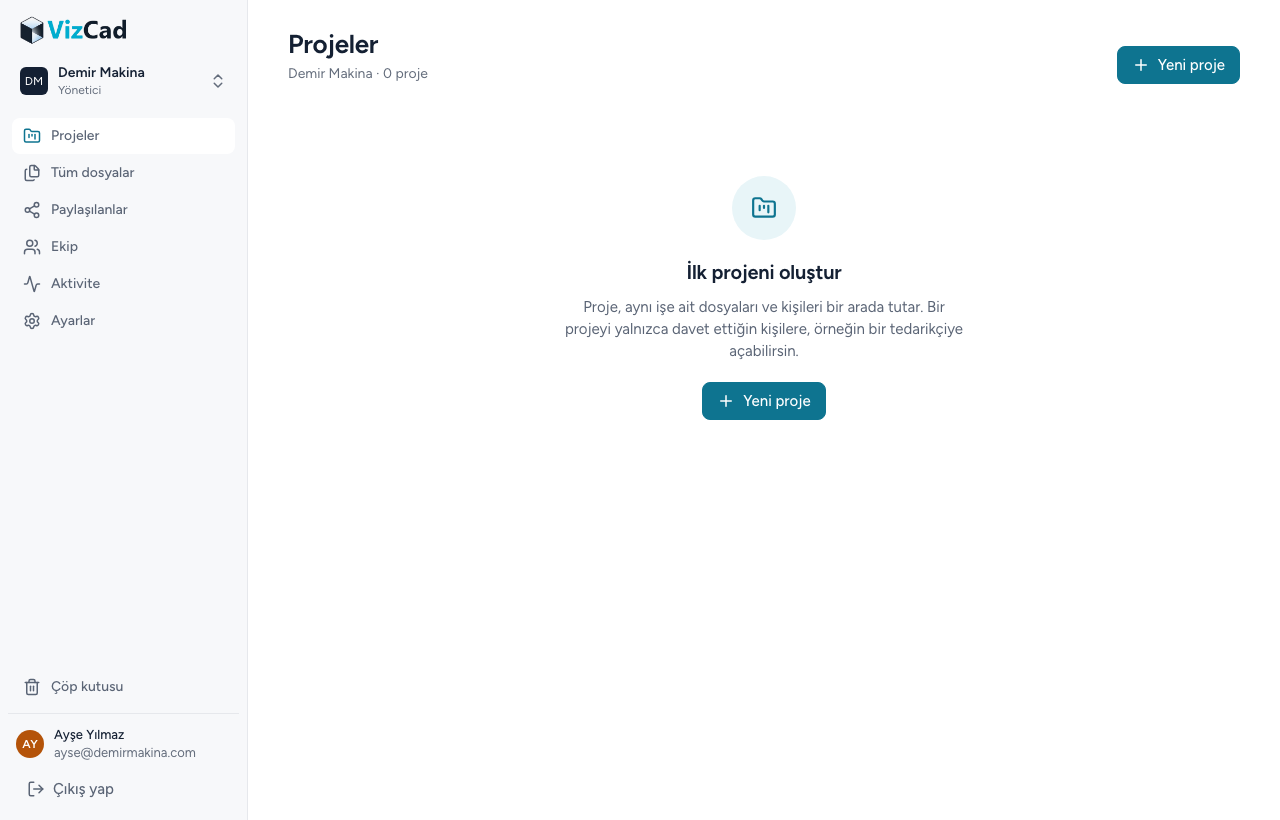 VizCad
DM
Demir Makina
Yönetici
Projeler
Tüm dosyalar
Paylaşılanlar
Ekip
Aktivite
Ayarlar
Çöp kutusu
AY
Ayşe Yılmaz
ayse@demirmakina.com
Çıkış yap
Projeler
Demir Makina · 0 proje
Yeni proje
İlk projeni oluştur
Proje, aynı işe ait dosyaları ve kişileri bir arada tutar. Bir
projeyi yalnızca davet ettiğin kişilere, örneğin bir tedarikçiye
açabilirsin.
Yeni proje